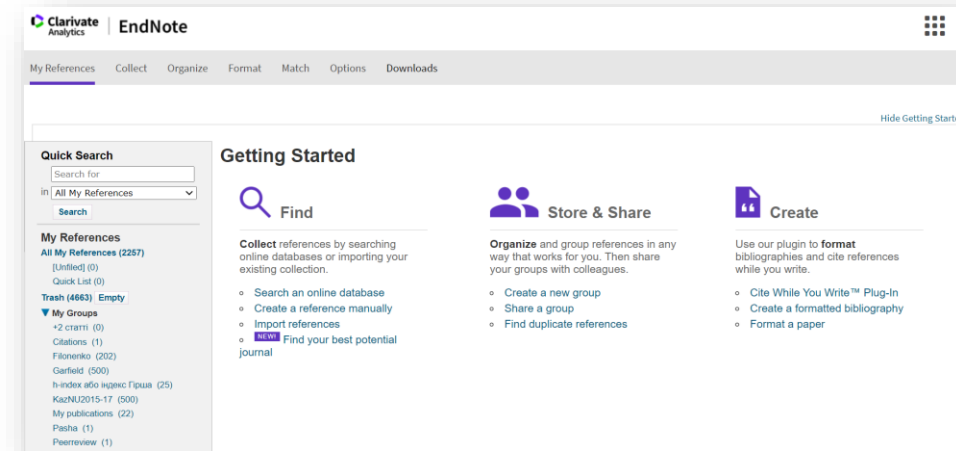 Clarivate
Analytics
EndNote
My References Collect Organize Format Match Options Downloads
Hide Getting Starte
Quick Search
Search for
in All My References
Search
My References
All My References (2257)
[Unfiled] (0)
Quick List (0)
Trash (4663) Empty
My Groups
+2 статті (0)
Citations (1)
Filonenko (202)
Garfield (500)
h-index або індекс Гірша (25)
KazNU2015-17 (500)
My publications (22)
Pasha (1)
Peerreview (1)
Getting Started
Find
Collect references by searching
online databases or importing your
existing collection.
Search an online database
Create a reference manually
Import references
NEW! Find your best potential
journal
Store & Share
Organize and group references in any
way that works for you. Then share
your groups with colleagues.
Create a new group
Share a group
Find duplicate references
Create
Use our plugin to format
bibliographies and cite references
while you write.
Cite While You Write™ Plug-In
Create a formatted bibliography
Format a paper